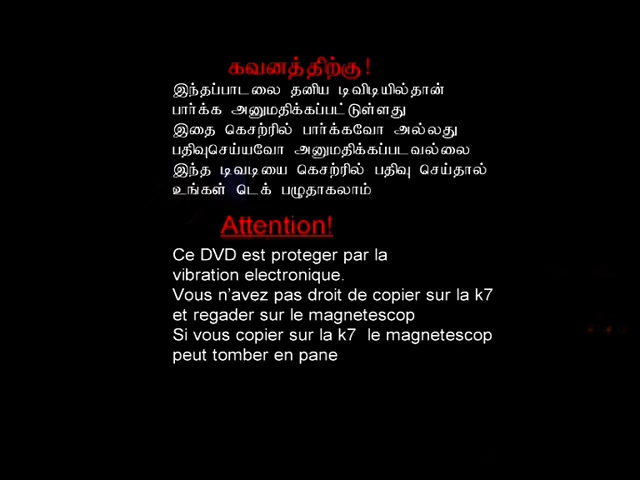 கவனத்திற்கு!
இந்தப்பாடலை தனிய டிவிடியில்தான்
பார்க்க அனுமதிக்கப்பட்டுள்ளது
இதை கெசற்ரில் பார்க்கவோ அல்லது
பதிவுசெய்யவோ அனுமதிக்கப்படவல்லை
இந்த டிவடியை கெசற்ரில் பதிவு செய்தால்
உங்கள் டெக் பழுதாகலாம்
Attention!
Ce DVD est proteger par la
vibration electronique.
Vous n'avez pas droit de copier sur la k7
et regader sur le magnetescop
Si vous copier sur la k7 le magnetescop
peut tomber en pane